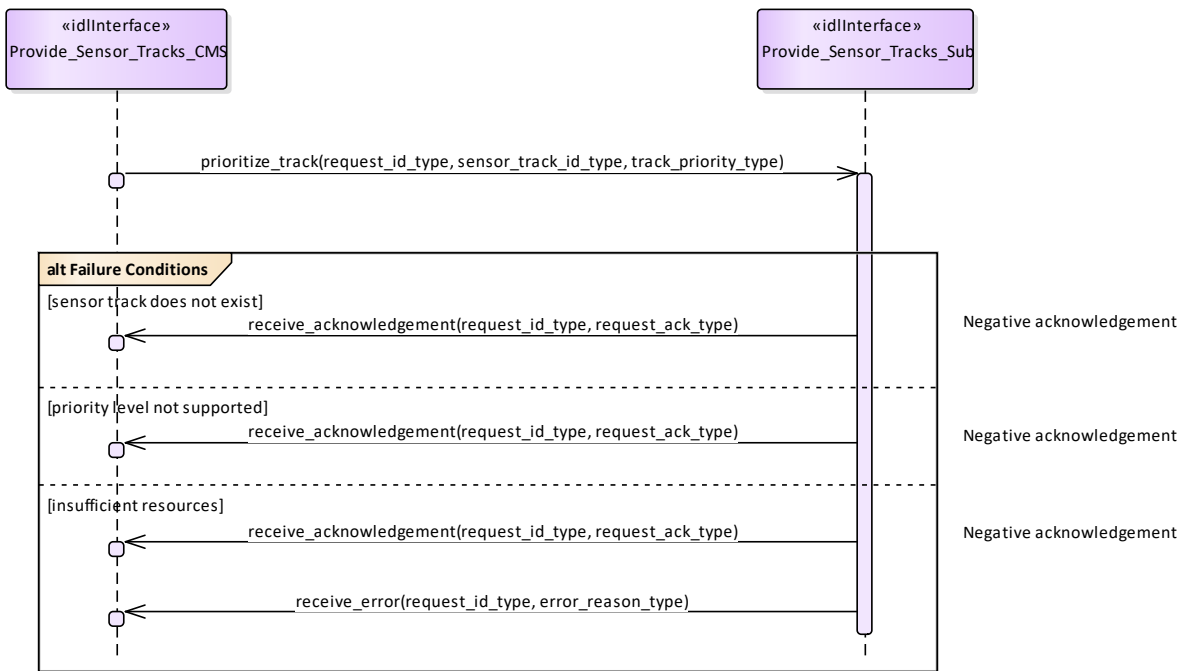 «idlInterface»
Provide_Sensor_Tracks_CMS
«idlInterface»
Provide_Sensor_Tracks_Sub
prioritize_track(request_id_type, sensor_track_id_type, track_priority_type)
alt Failure Conditions
[sensor track does not exist]
receive_acknowledgement(request_id_type, request_ack_type)
Negative acknowledgement
[priority level not supported]
receive_acknowledgement(request_id_type, request_ack_type)
Negative acknowledgement
[insufficient resources]
receive_acknowledgement(request_id_type, request_ack_type)
Negative acknowledgement
receive_error(request_id_type, error_reason_type)